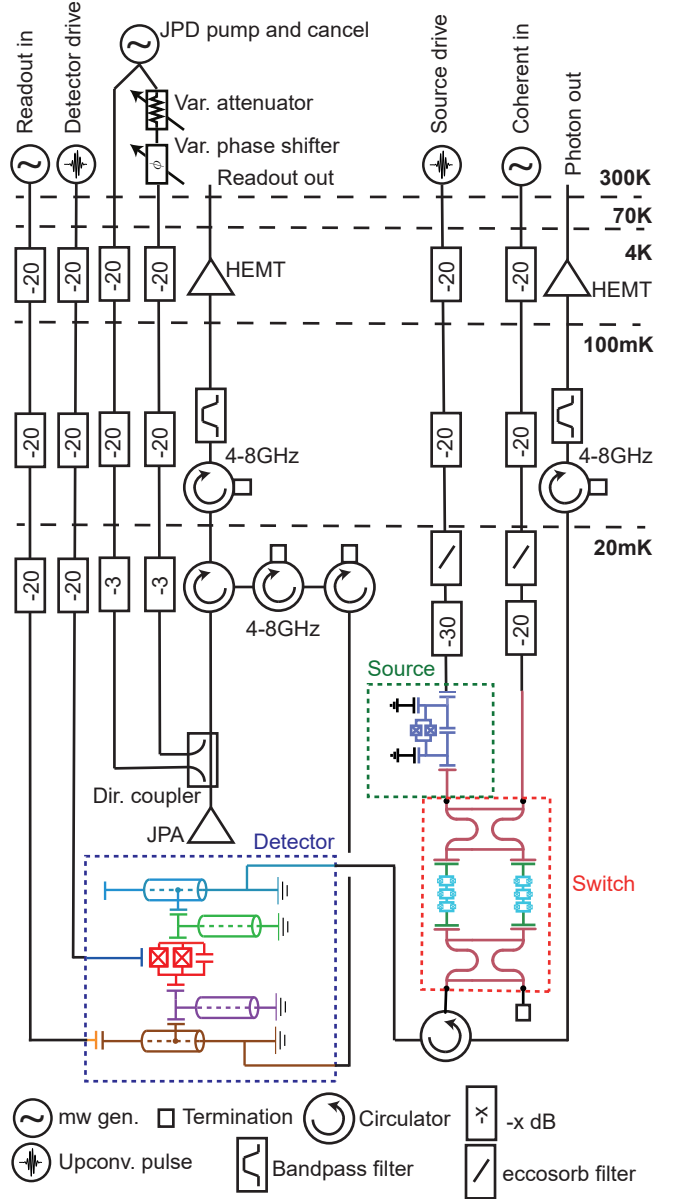 JPD pump and cancel
Readout in
Detector drive
Var. attenuator
Var. phase shifter
ϕ
Readout out
Source drive
Coherent in
Photon out
300K
70K
4K
-20
-20
-20
-20
HEMT
-20
-20
HEMT
100mK
-20
-20
-20
-20
4-8GHz
-20
-20
4-8GHz
20mK
-20
-20
-3
-3
4-8GHz
-30
-20
Source
Dir. coupler
JPA
Detector
Switch
mw gen.
Termination
Circulator
-x
-x dB
Upconv. pulse
Bandpass filter
eccosorb filter